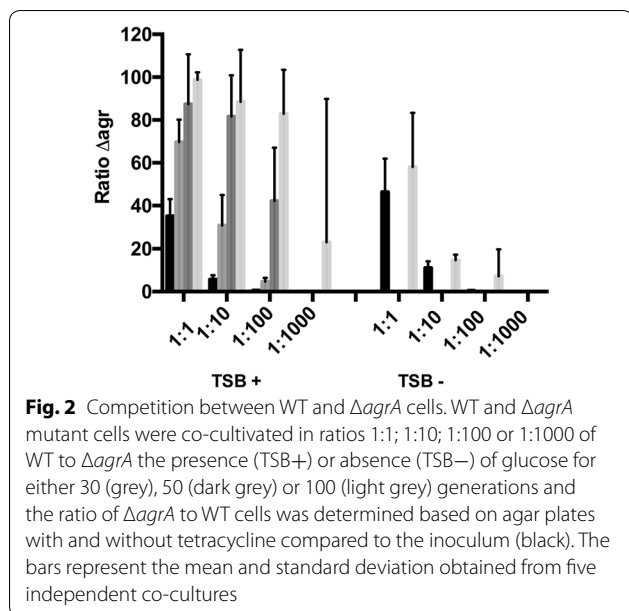 120
100
80
60
40
20
0
Ratio Δagr
1:1 1:10 1:100 1:1000 1:1 1:10 1:100 1:1000
TSB + TSB -
Fig. 2 Competition between WT and ΔagrA cells. WT and ΔagrA
mutant cells were co-cultivated in ratios 1:1; 1:10; 1:100 or 1:1000 of
WT to ΔagrA the presence (TSB+) or absence (TSB−) of glucose for
either 30 (grey), 50 (dark grey) or 100 (light grey) generations and
the ratio of ΔagrA to WT cells was determined based on agar plates
with and without tetracycline compared to the inoculum (black). The
bars represent the mean and standard deviation obtained from five
independent co-cultures